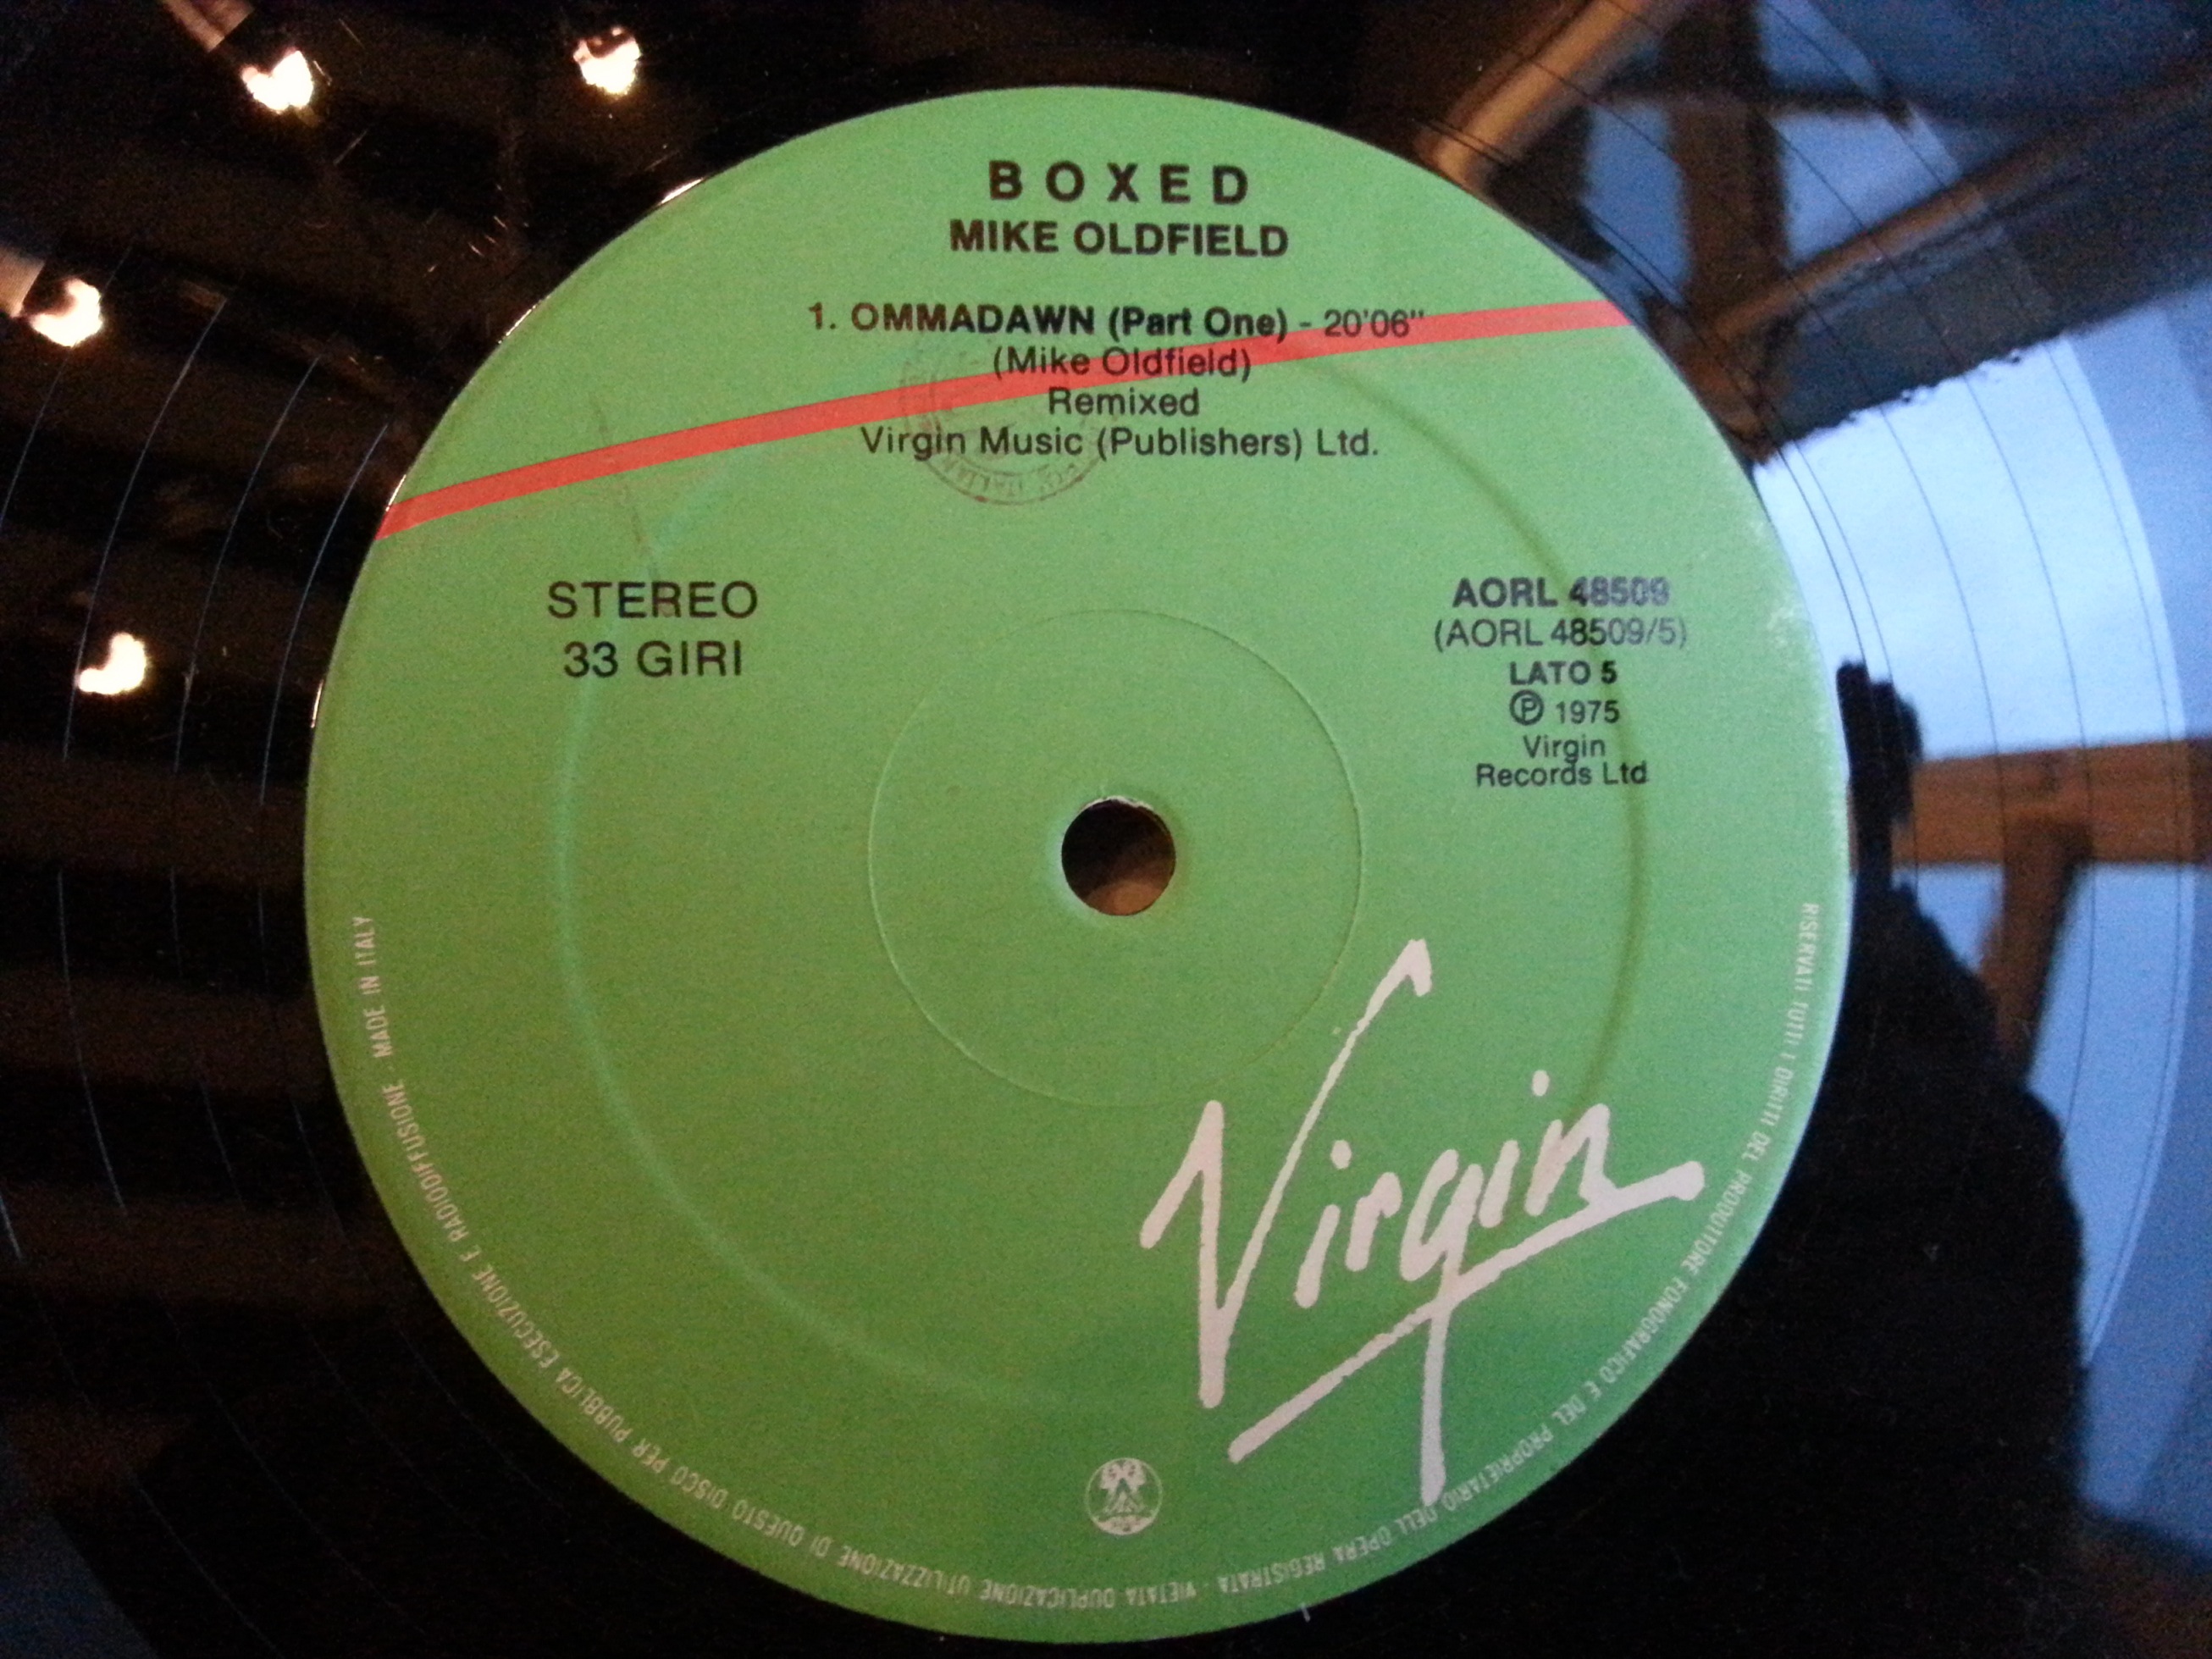 BOXED
MIKE OLDFIELD
1. OMMADAWN (Part One) - 20'06"
(Mike Oldfield)
Remixed
Virgin Music (Publishers) Ltd.
STEREO
33 GIRI
AORL 48509
(AORL 48509/5)
LATO 5
Ⓟ 1975
Virgin
Records Ltd
Virgin
RISERVATI TUTTI I DIRITTI DEL PRODUTTORE FONOGRAFICO E DEL PROPRIETARIO DELL'OPERA REGISTRATA - VIETATA DUPLICAZIONE UTILIZZAZIONE DI QUESTO DISCO PER PUBBLICA ESECUZIONE E RADIODIFFUSIONE - MADE IN ITALY